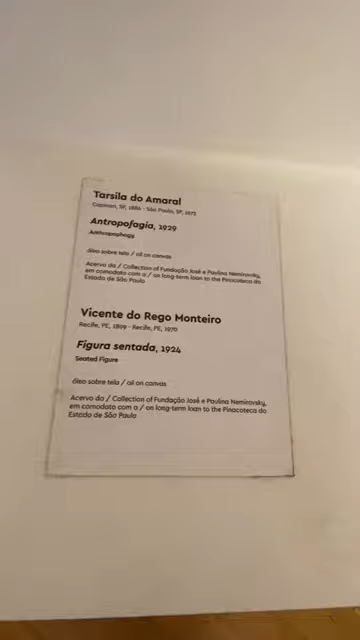 Tarsila do Amaral
Capivari, SP, 1886 - São Paulo, SP, 1973
Antropofagia, 1929
Anthropophagy
óleo sobre tela / oil on canvas
Acervo da / Collection of Fundação José e Paulina Nemirovsky,
em comodato com a / on long-term loan to the Pinacoteca do
Estado de São Paulo
Vicente do Rego Monteiro
Recife, PE, 1899 - Recife, PE, 1970
Figura sentada, 1924
Seated Figure
óleo sobre tela / oil on canvas
Acervo da / Collection of Fundação José e Paulina Nemirovsky,
em comodato com a / on long-term loan to the Pinacoteca do
Estado de São Paulo